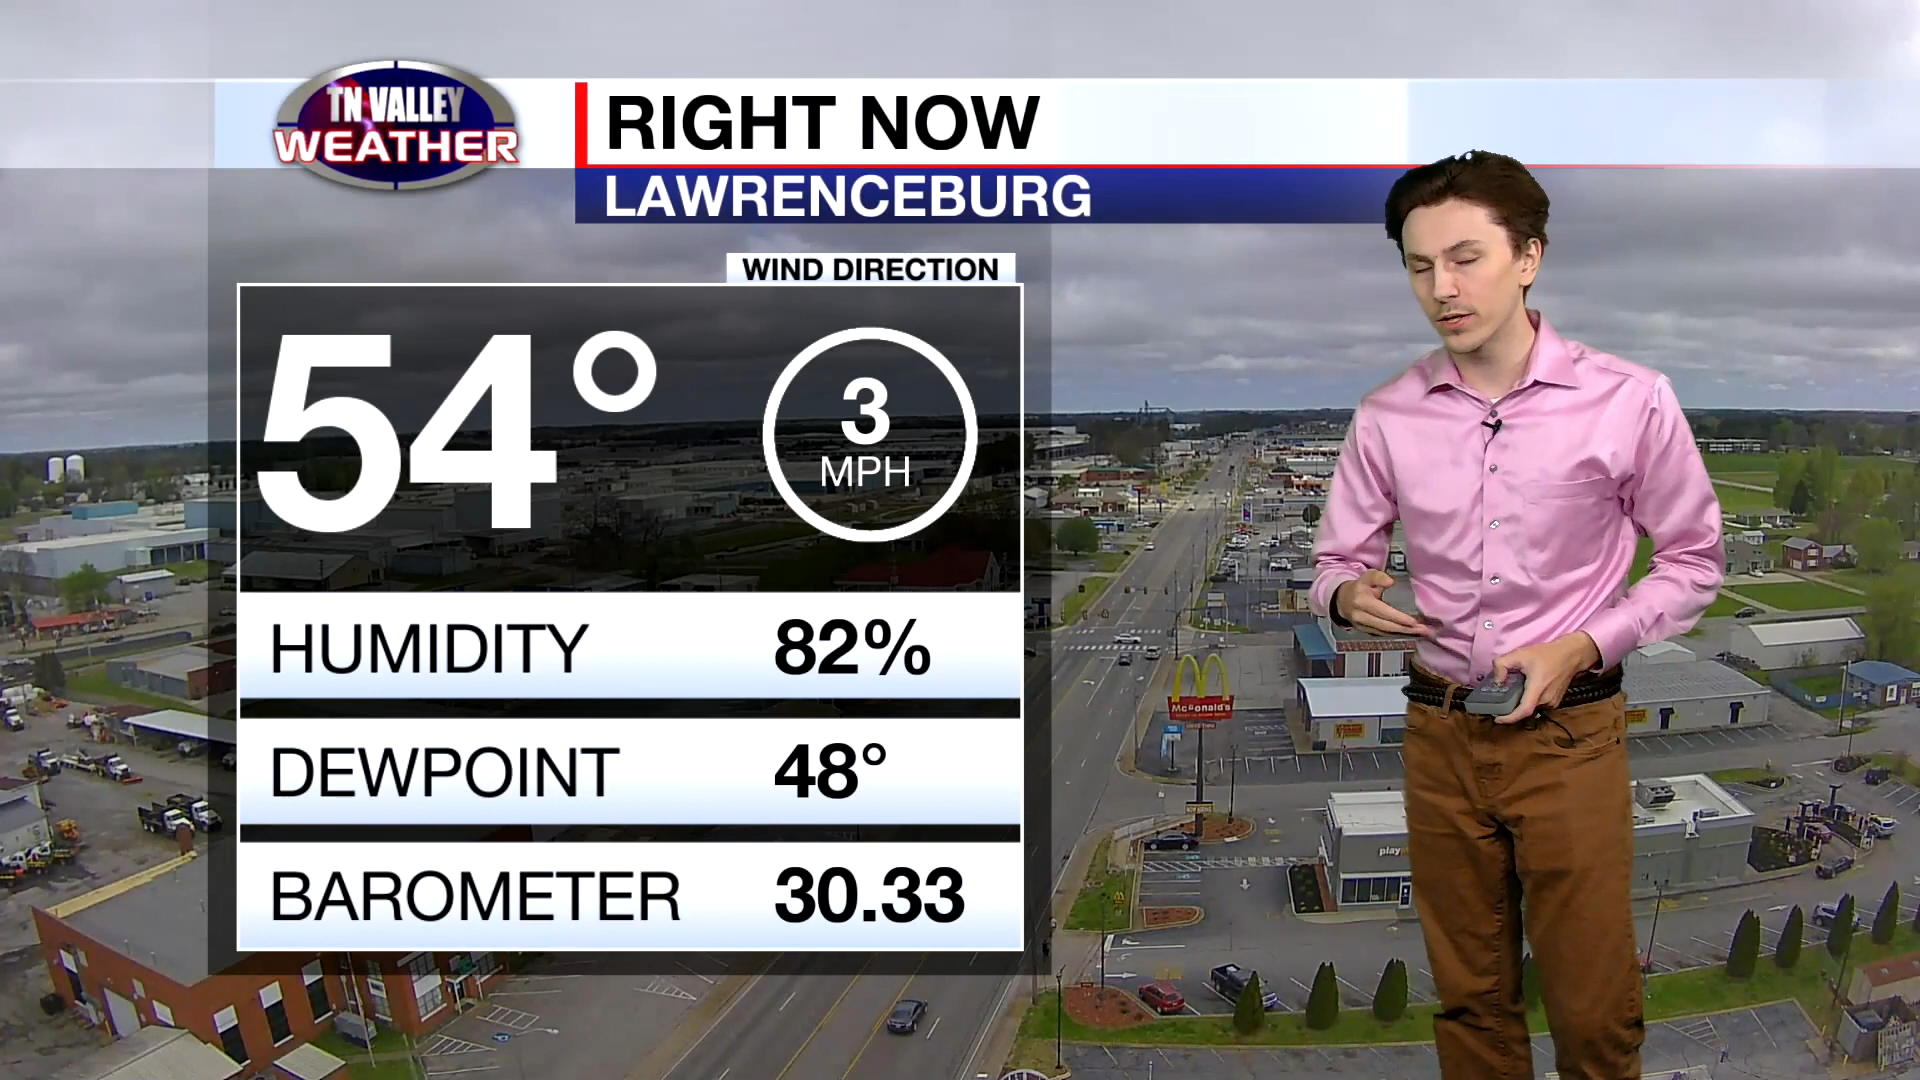 TN VALLEY
WEATHER
RIGHT NOW
LAWRENCEBURG
WIND DIRECTION
54°
3
MPH
HUMIDITY 82%
DEWPOINT 48°
BAROMETER 30.33
McDonald's